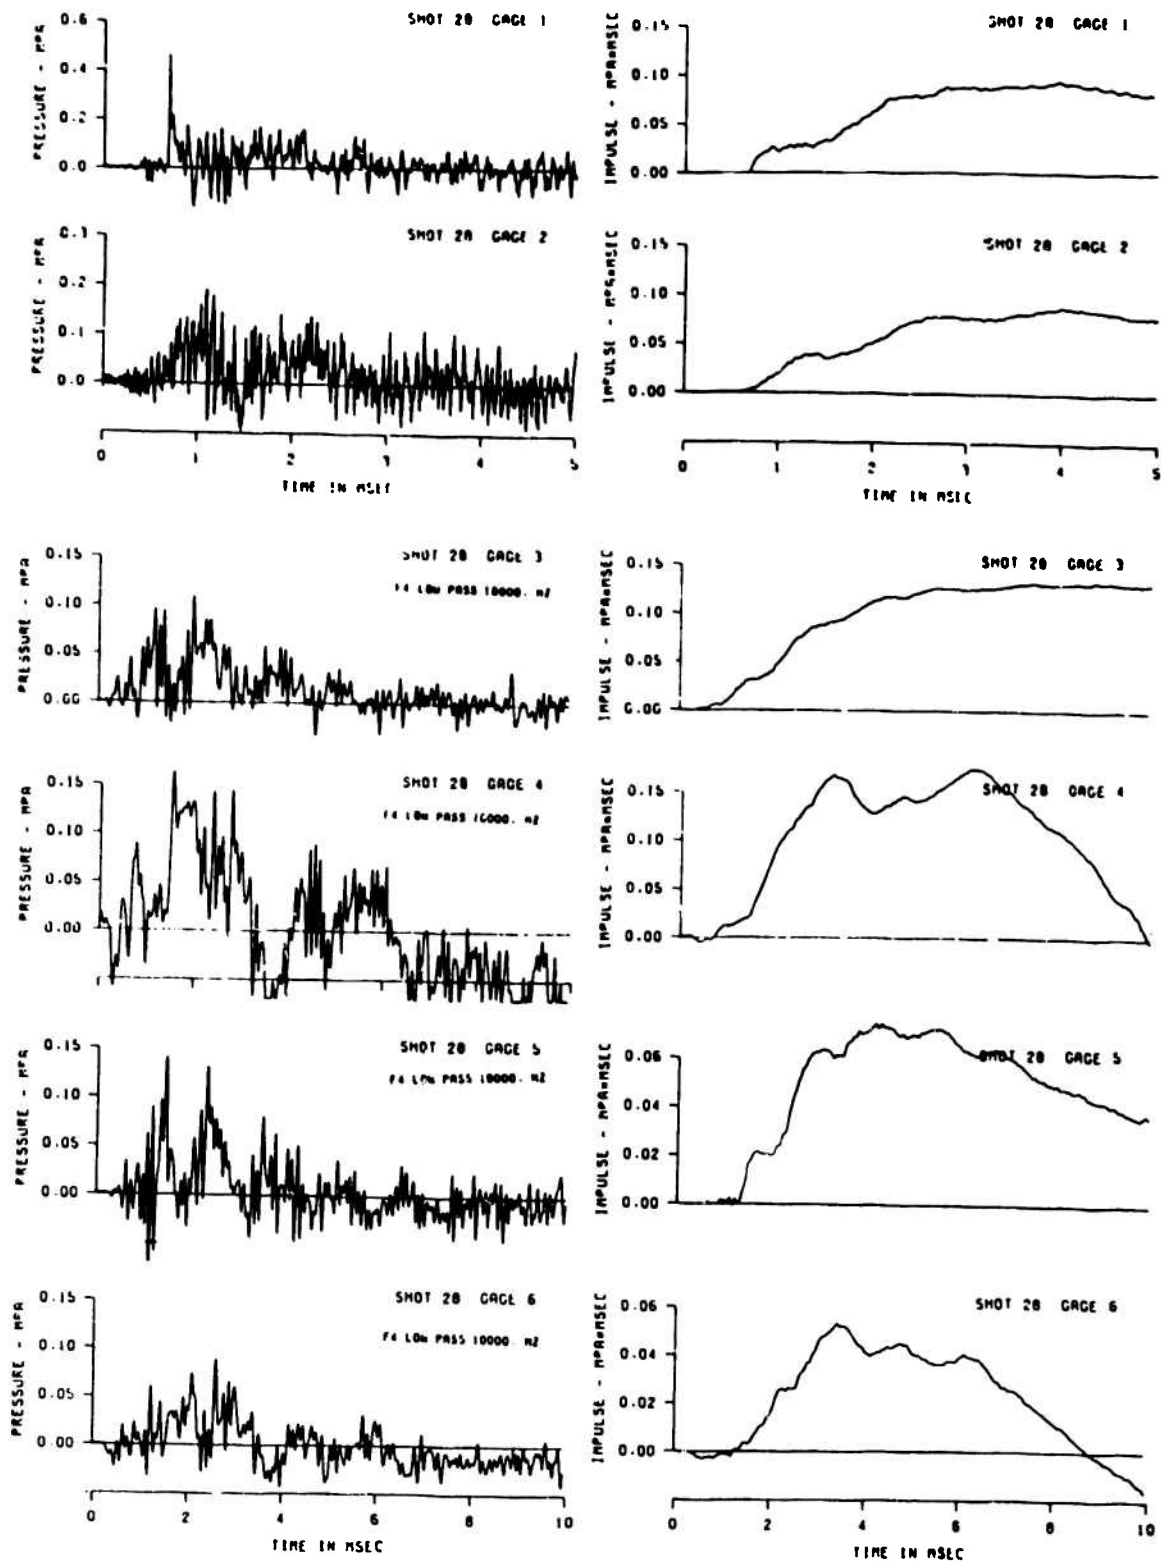 PRESSURE - MPA
0.6
0.4
0.2
0.0
SHOT 28 GAGE 1
IMPULSE - MPA*MSEC
0.15
0.10
0.05
0.00
SHOT 28 GAGE 1
PRESSURE - MPA
0.3
0.2
0.1
0.0
SHOT 28 GAGE 2
0 1 2 3 4 5
TIME IN MSEC
IMPULSE - MPA*MSEC
0.15
0.10
0.05
0.00
SHOT 28 GAGE 2
0 1 2 3 4 5
TIME IN MSEC
PRESSURE - MPA
0.15
0.10
0.05
0.00
SHOT 28 GAGE 3
F4 LOW PASS 10000. HZ
IMPULSE - MPA*MSEC
0.15
0.10
0.05
0.00
SHOT 28 GAGE 3
PRESSURE - MPA
0.15
0.10
0.05
0.00
SHOT 28 GAGE 4
F4 LOW PASS 10000. HZ
IMPULSE - MPA*MSEC
0.15
0.10
0.05
0.00
SHOT 28 GAGE 4
PRESSURE - MPA
0.15
0.10
0.05
0.00
SHOT 28 GAGE 5
F4 LOW PASS 10000. HZ
IMPULSE - MPA*MSEC
0.06
0.04
0.02
0.00
SHOT 28 GAGE 5
PRESSURE - MPA
0.15
0.10
0.05
0.00
SHOT 28 GAGE 6
F4 LOW PASS 10000. HZ
0 2 4 6 8 10
TIME IN MSEC
IMPULSE - MPA*MSEC
0.06
0.04
0.02
0.00
SHOT 28 GAGE 6
0 2 4 6 8 10
TIME IN MSEC